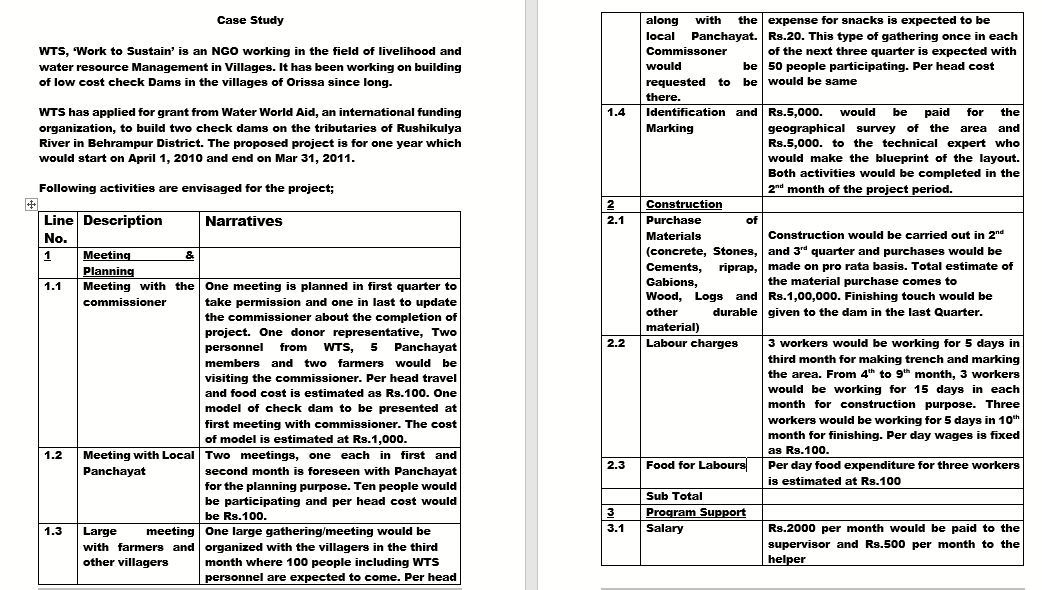 Case Study
WTS, ‘Work to Sustain’ is an NGO working in the field of livelihood and
water resource Management in Villages. It has been working on building
of low cost check Dams in the villages of Orissa since long.
WTS has applied for grant from Water World Aid, an international funding
organization, to build two check dams on the tributaries of Rushikulya
River in Behrampur District. The proposed project is for one year which
would start on April 1, 2010 and end on Mar 31, 2011.
Following activities are envisaged for the project;
Line No. Description Narratives
1 Meeting & Planning
1.1 Meeting with the commissioner
One meeting is planned in first quarter to
take permission and one in last to update
the commissioner about the completion of
project. One donor representative, Two
personnel from WTS, 5 Panchayat
members and two farmers would be
visiting the commissioner. Per head travel
and food cost is estimated as Rs.100. One
model of check dam to be presented at
first meeting with commissioner. The cost
of model is estimated at Rs.1,000.
1.2 Meeting with Local Panchayat
Two meetings, one each in first and
second month is foreseen with Panchayat
for the planning purpose. Ten people would
be participating and per head cost would
be Rs.100.
1.3 Large meeting with farmers and other villagers
One large gathering/meeting would be
organized with the villagers in the third
month where 100 people including WTS
personnel are expected to come. Per head
along with the
local Panchayat.
Commissoner
would be
requested to be
there.
expense for snacks is expected to be
Rs.20. This type of gathering once in each
of the next three quarter is expected with
50 people participating. Per head cost
would be same
1.4 Identification and Marking
Rs.5,000. would be paid for the
geographical survey of the area and
Rs.5,000. to the technical expert who
would make the blueprint of the layout.
Both activities would be completed in the
2nd month of the project period.
2 Construction
2.1 Purchase of
Materials
(concrete, Stones,
Cements, riprap,
Gabions,
Wood, Logs and
other durable
material)
Construction would be carried out in 2nd
and 3rd quarter and purchases would be
made on pro rata basis. Total estimate of
the material purchase comes to
Rs.1,00,000. Finishing touch would be
given to the dam in the last Quarter.
2.2 Labour charges
3 workers would be working for 5 days in
third month for making trench and marking
the area. From 4th to 9th month, 3 workers
would be working for 15 days in each
month for construction purpose. Three
workers would be working for 5 days in 10th
month for finishing. Per day wages is fixed
as Rs.100.
2.3 Food for Labours
Per day food expenditure for three workers
is estimated at Rs.100
Sub Total
3 Program Support
3.1 Salary
Rs.2000 per month would be paid to the
supervisor and Rs.500 per month to the
helper